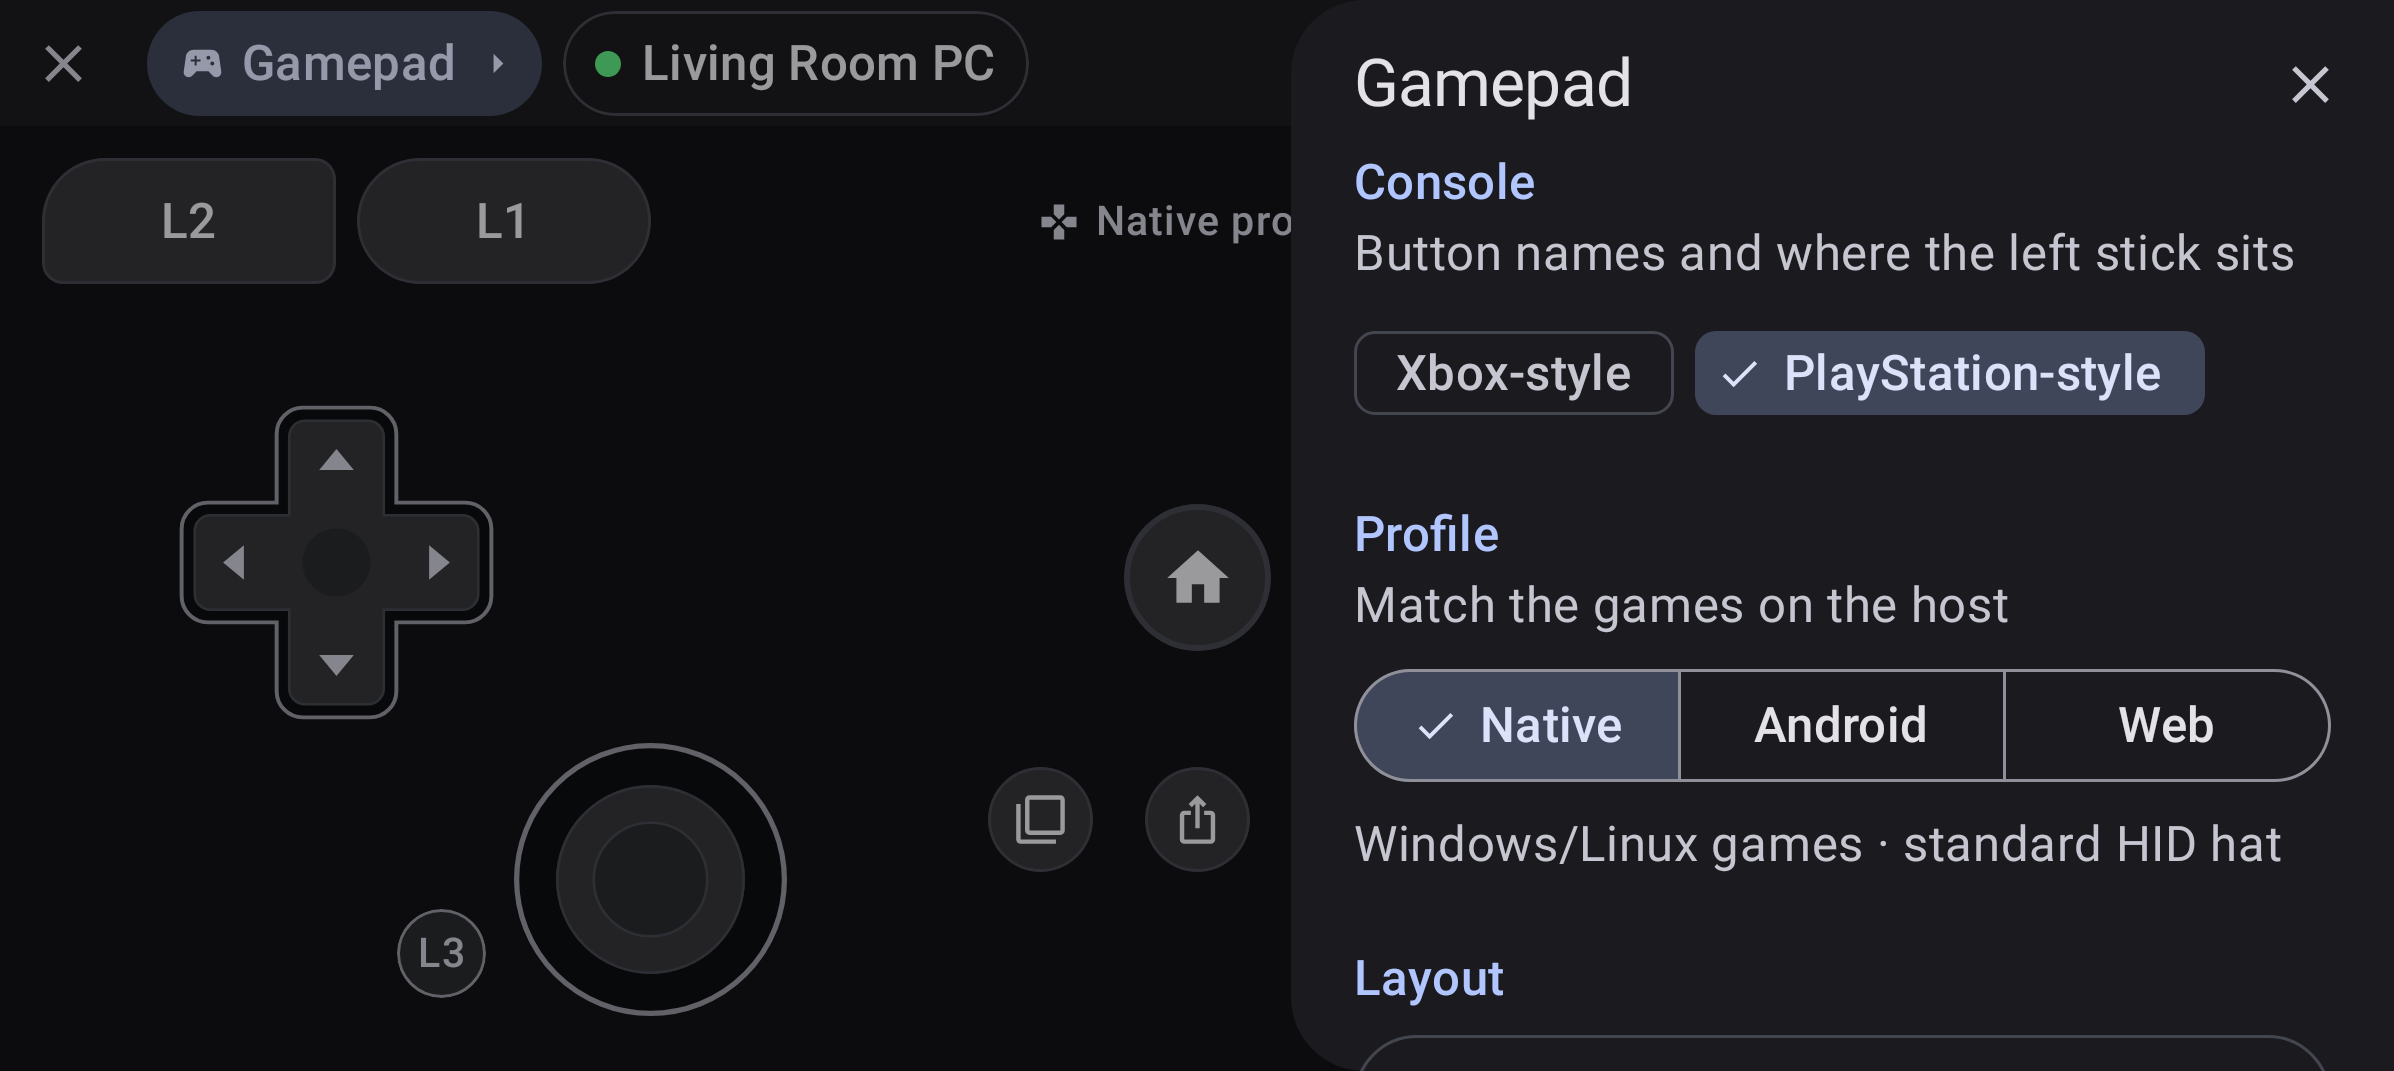 Gamepad
Living Room PC
L2
L1
Native pro
L3
Gamepad
Console
Button names and where the left stick sits
Xbox-style
PlayStation-style
Profile
Match the games on the host
Native
Android
Web
Windows/Linux games · standard HID hat
Layout